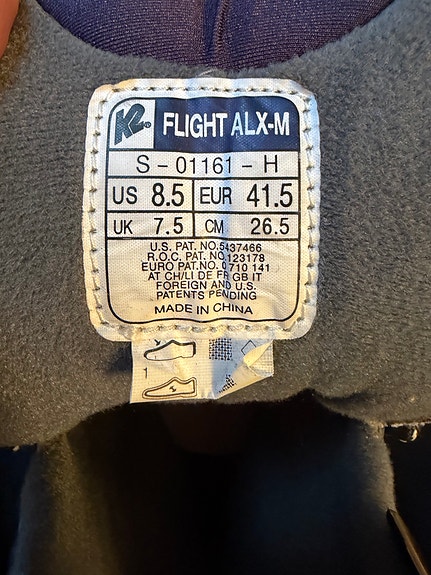 K2® FLIGHT ALX-M
S - 01161 - H
US 8.5 EUR 41.5
UK 7.5 CM 26.5
U.S. PAT. NO.5437466
R.O.C. PAT. NO 123178
EURO PAT.NO. 0 710 141
AT CH/LI DE FR GB IT
FOREIGN AND U.S.
PATENTS PENDING
MADE IN CHINA
1